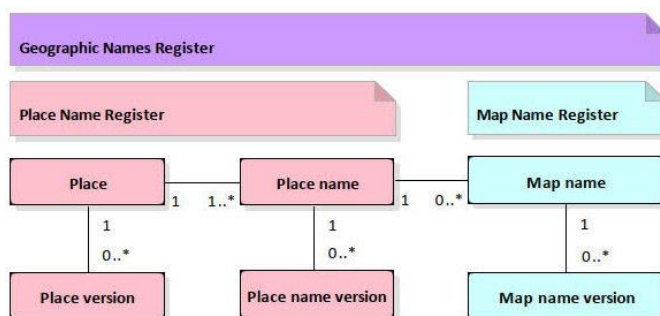 Geographic Names Register
Place Name Register
Map Name Register
Place
Place name
Map name
1
1..*
1
0..*
1
0..*
1
0..*
1
0..*
Place version
Place name version
Map name version